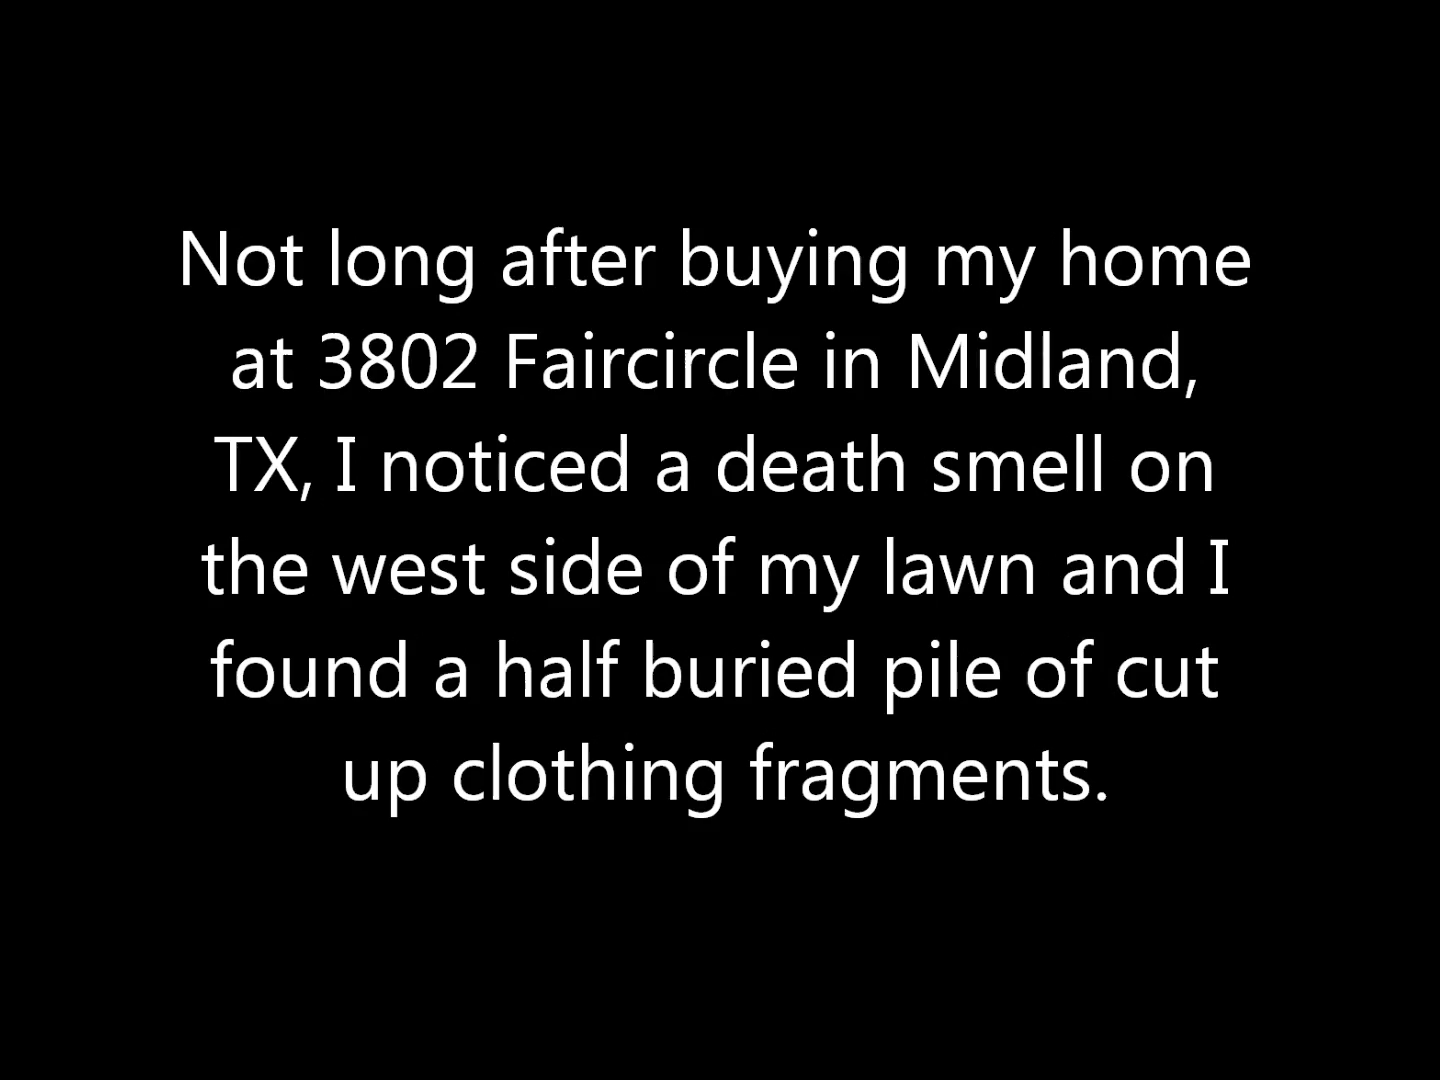 Not long after buying my home
at 3802 Faircircle in Midland,
TX, I noticed a death smell on
the west side of my lawn and I
found a half buried pile of cut
up clothing fragments.